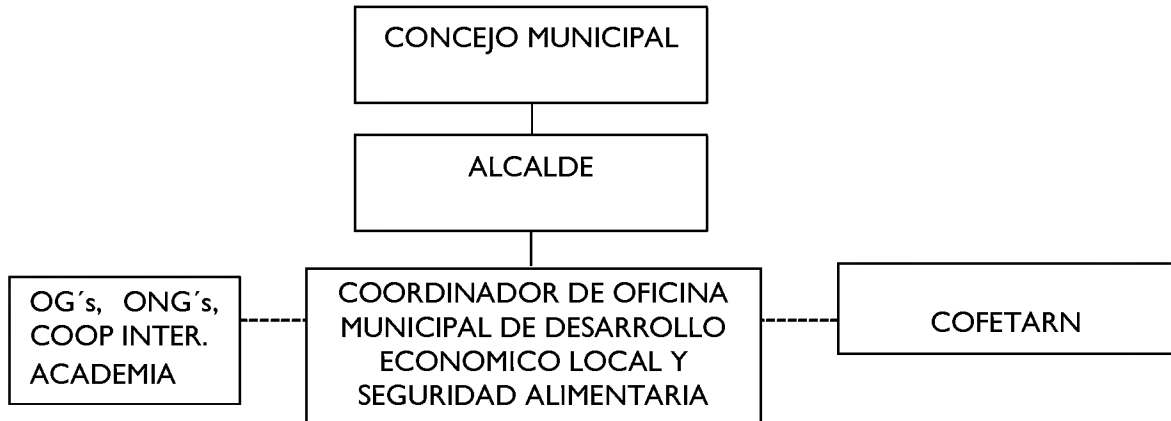 CONCEJO MUNICIPAL
ALCALDE
OG´s, ONG´s,
COOP INTER.
ACADEMIA
COORDINADOR DE OFICINA
MUNICIPAL DE DESARROLLO
ECONOMICO LOCAL Y
SEGURIDAD ALIMENTARIA
COFETARN